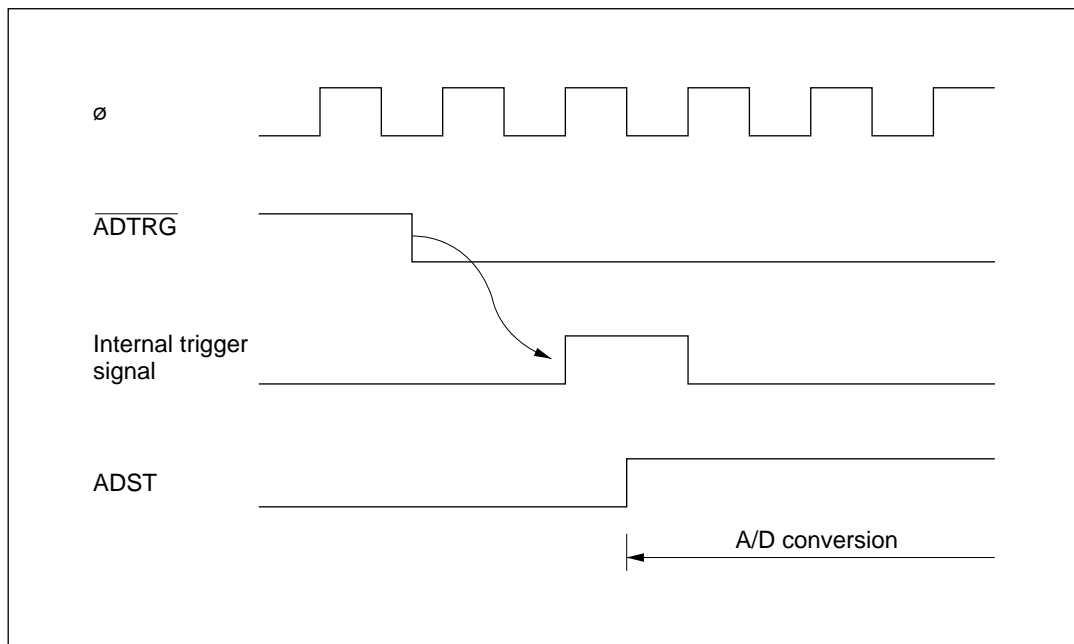 ø
ADTRG
Internal trigger
signal
ADST
A/D conversion